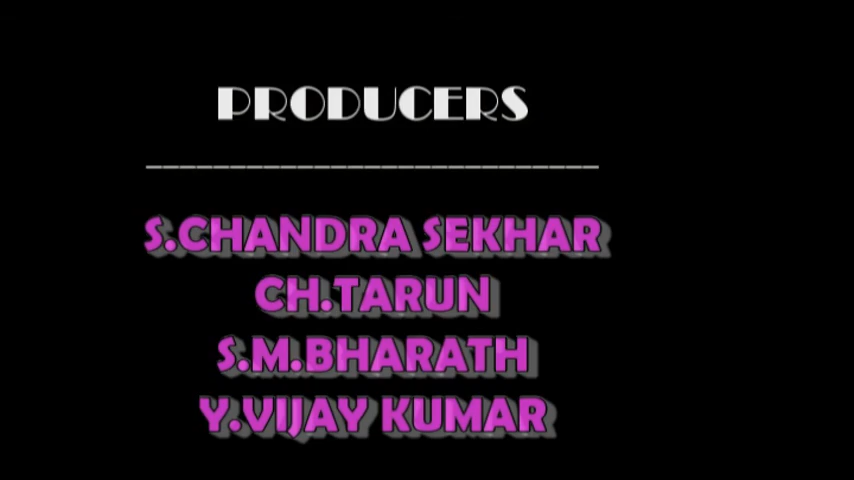 PRODUCERS
S.CHANDRA SEKHAR
CH.TARUN
S.M.BHARATH
Y.VIJAY KUMAR